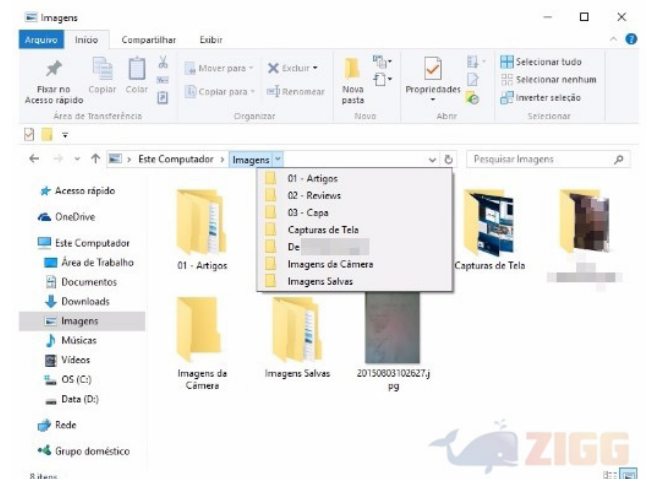 Imagens
Arquivo Início Compartilhar Exibir
Fixar no Acesso rápido
Copiar
Colar
Mover para
Copiar para
Excluir
Renomear
Nova pasta
Propriedades
Selecionar tudo
Selecionar nenhum
Inverter seleção
Área de Transferência Organizar Novo Abrir Selecionar
Este Computador Imagens
Pesquisar Imagens
Acesso rápido
OneDrive
Este Computador
Área de Trabalho
Documentos
Downloads
Imagens
Músicas
Vídeos
OS (C:)
Data (D:)
Rede
Grupo doméstico
01 - Artigos
02 - Reviews
03 - Capa
Capturas de Tela
De
Imagens da Câmera
Imagens Salvas
01 - Artigos
Capturas de Tela
Imagens da
Câmera
Imagens Salvas
20150803102627.j
pg
ZIGG
8 itens